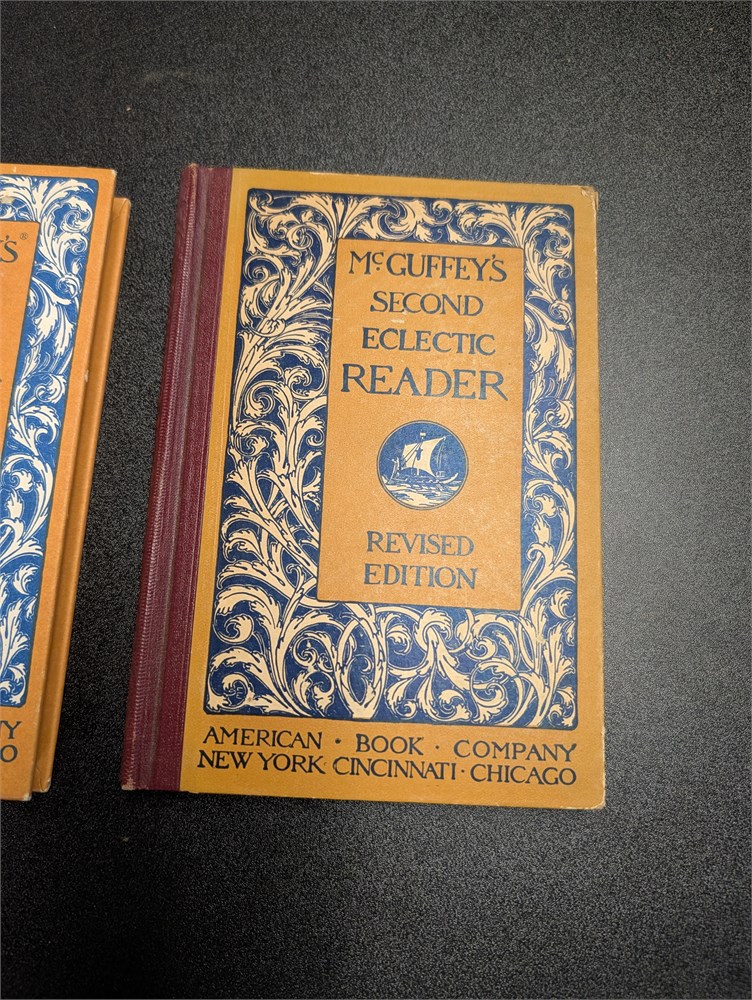 'S®
Y
O
McGUFFEY'S
SECOND
ECLECTIC
READER
REVISED
EDITION
AMERICAN · BOOK · COMPANY
NEW YORK CINCINNATI · CHICAGO